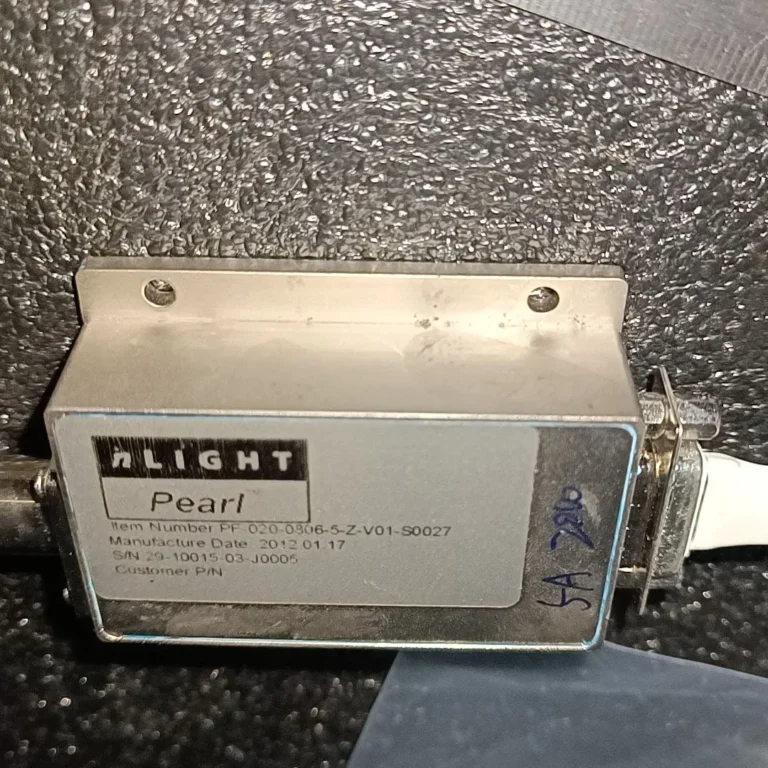 nLIGHT
Pearl
Item Number PF-020-0806-5-Z-V01-S0027
Manufacture Date 2012.01.17
S/N 29-10015-03-J0005
Customer P/N
5A